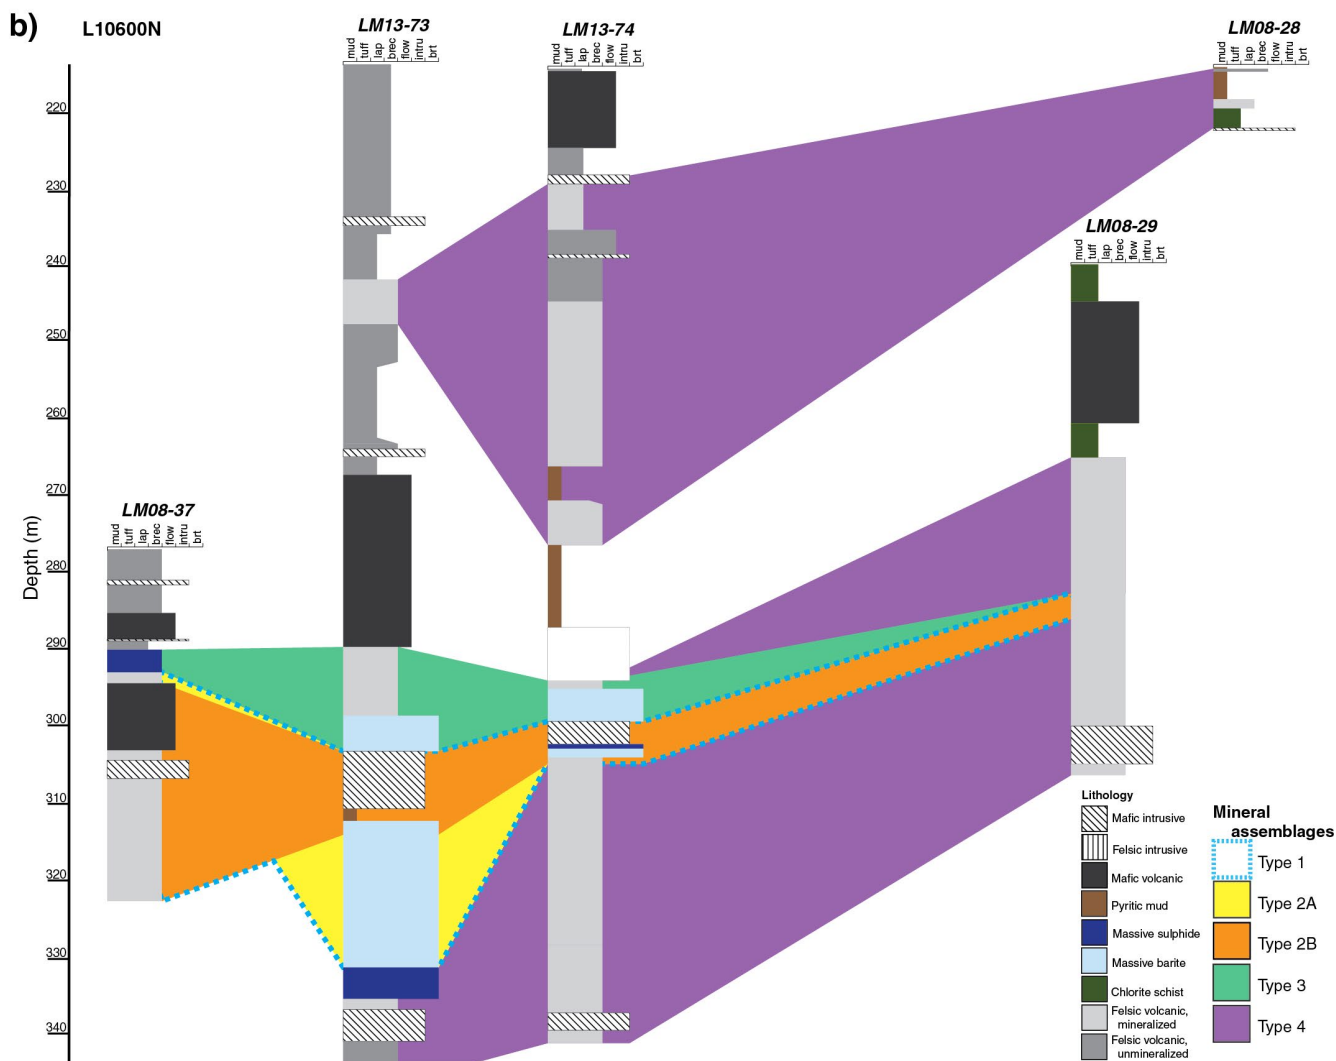 b)
L10600N
LM13-73
mud tuff lap brec flow intru brt
LM13-74
mud tuff lap brec flow intru brt
LM08-28
mud tuff lap brec flow intru brt
LM08-29
mud tuff lap brec flow intru brt
LM08-37
mud tuff lap brec flow intru brt
Depth (m)
220
230
240
250
260
270
280
290
300
310
320
330
340
Lithology
Mafic intrusive
Felsic intrusive
Mafic volcanic
Pyritic mud
Massive sulphide
Massive barite
Chlorite schist
Felsic volcanic,
mineralized
Felsic volcanic,
unmineralized
Mineral
assemblages
Type 1
Type 2A
Type 2B
Type 3
Type 4